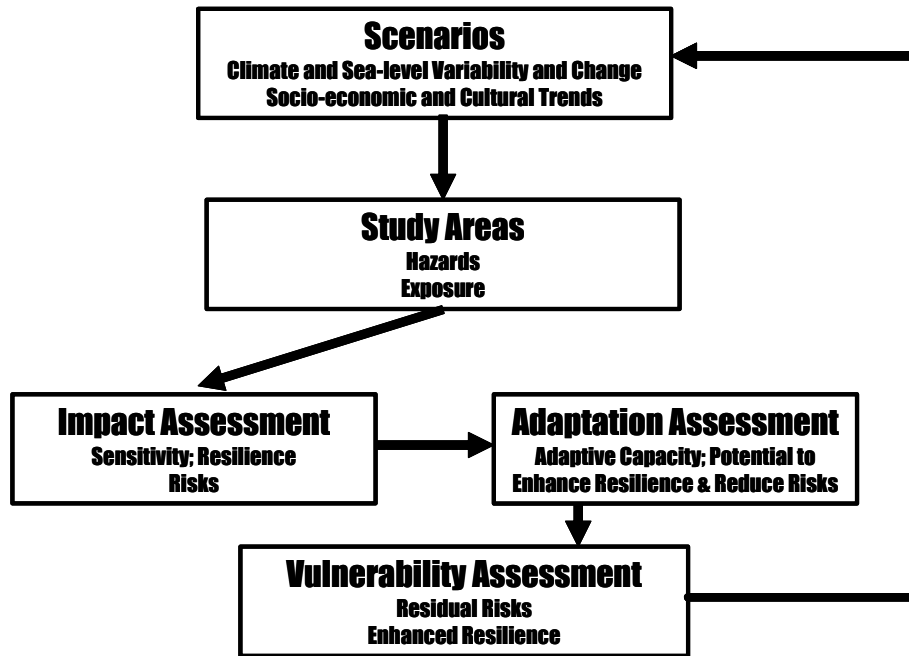 Scenarios
Climate and Sea-level Variability and Change
Socio-economic and Cultural Trends
Study Areas
Hazards
Exposure
Impact Assessment
Sensitivity; Resilience
Risks
Adaptation Assessment
Adaptive Capacity; Potential to
Enhance Resilience & Reduce Risks
Vulnerability Assessment
Residual Risks
Enhanced Resilience